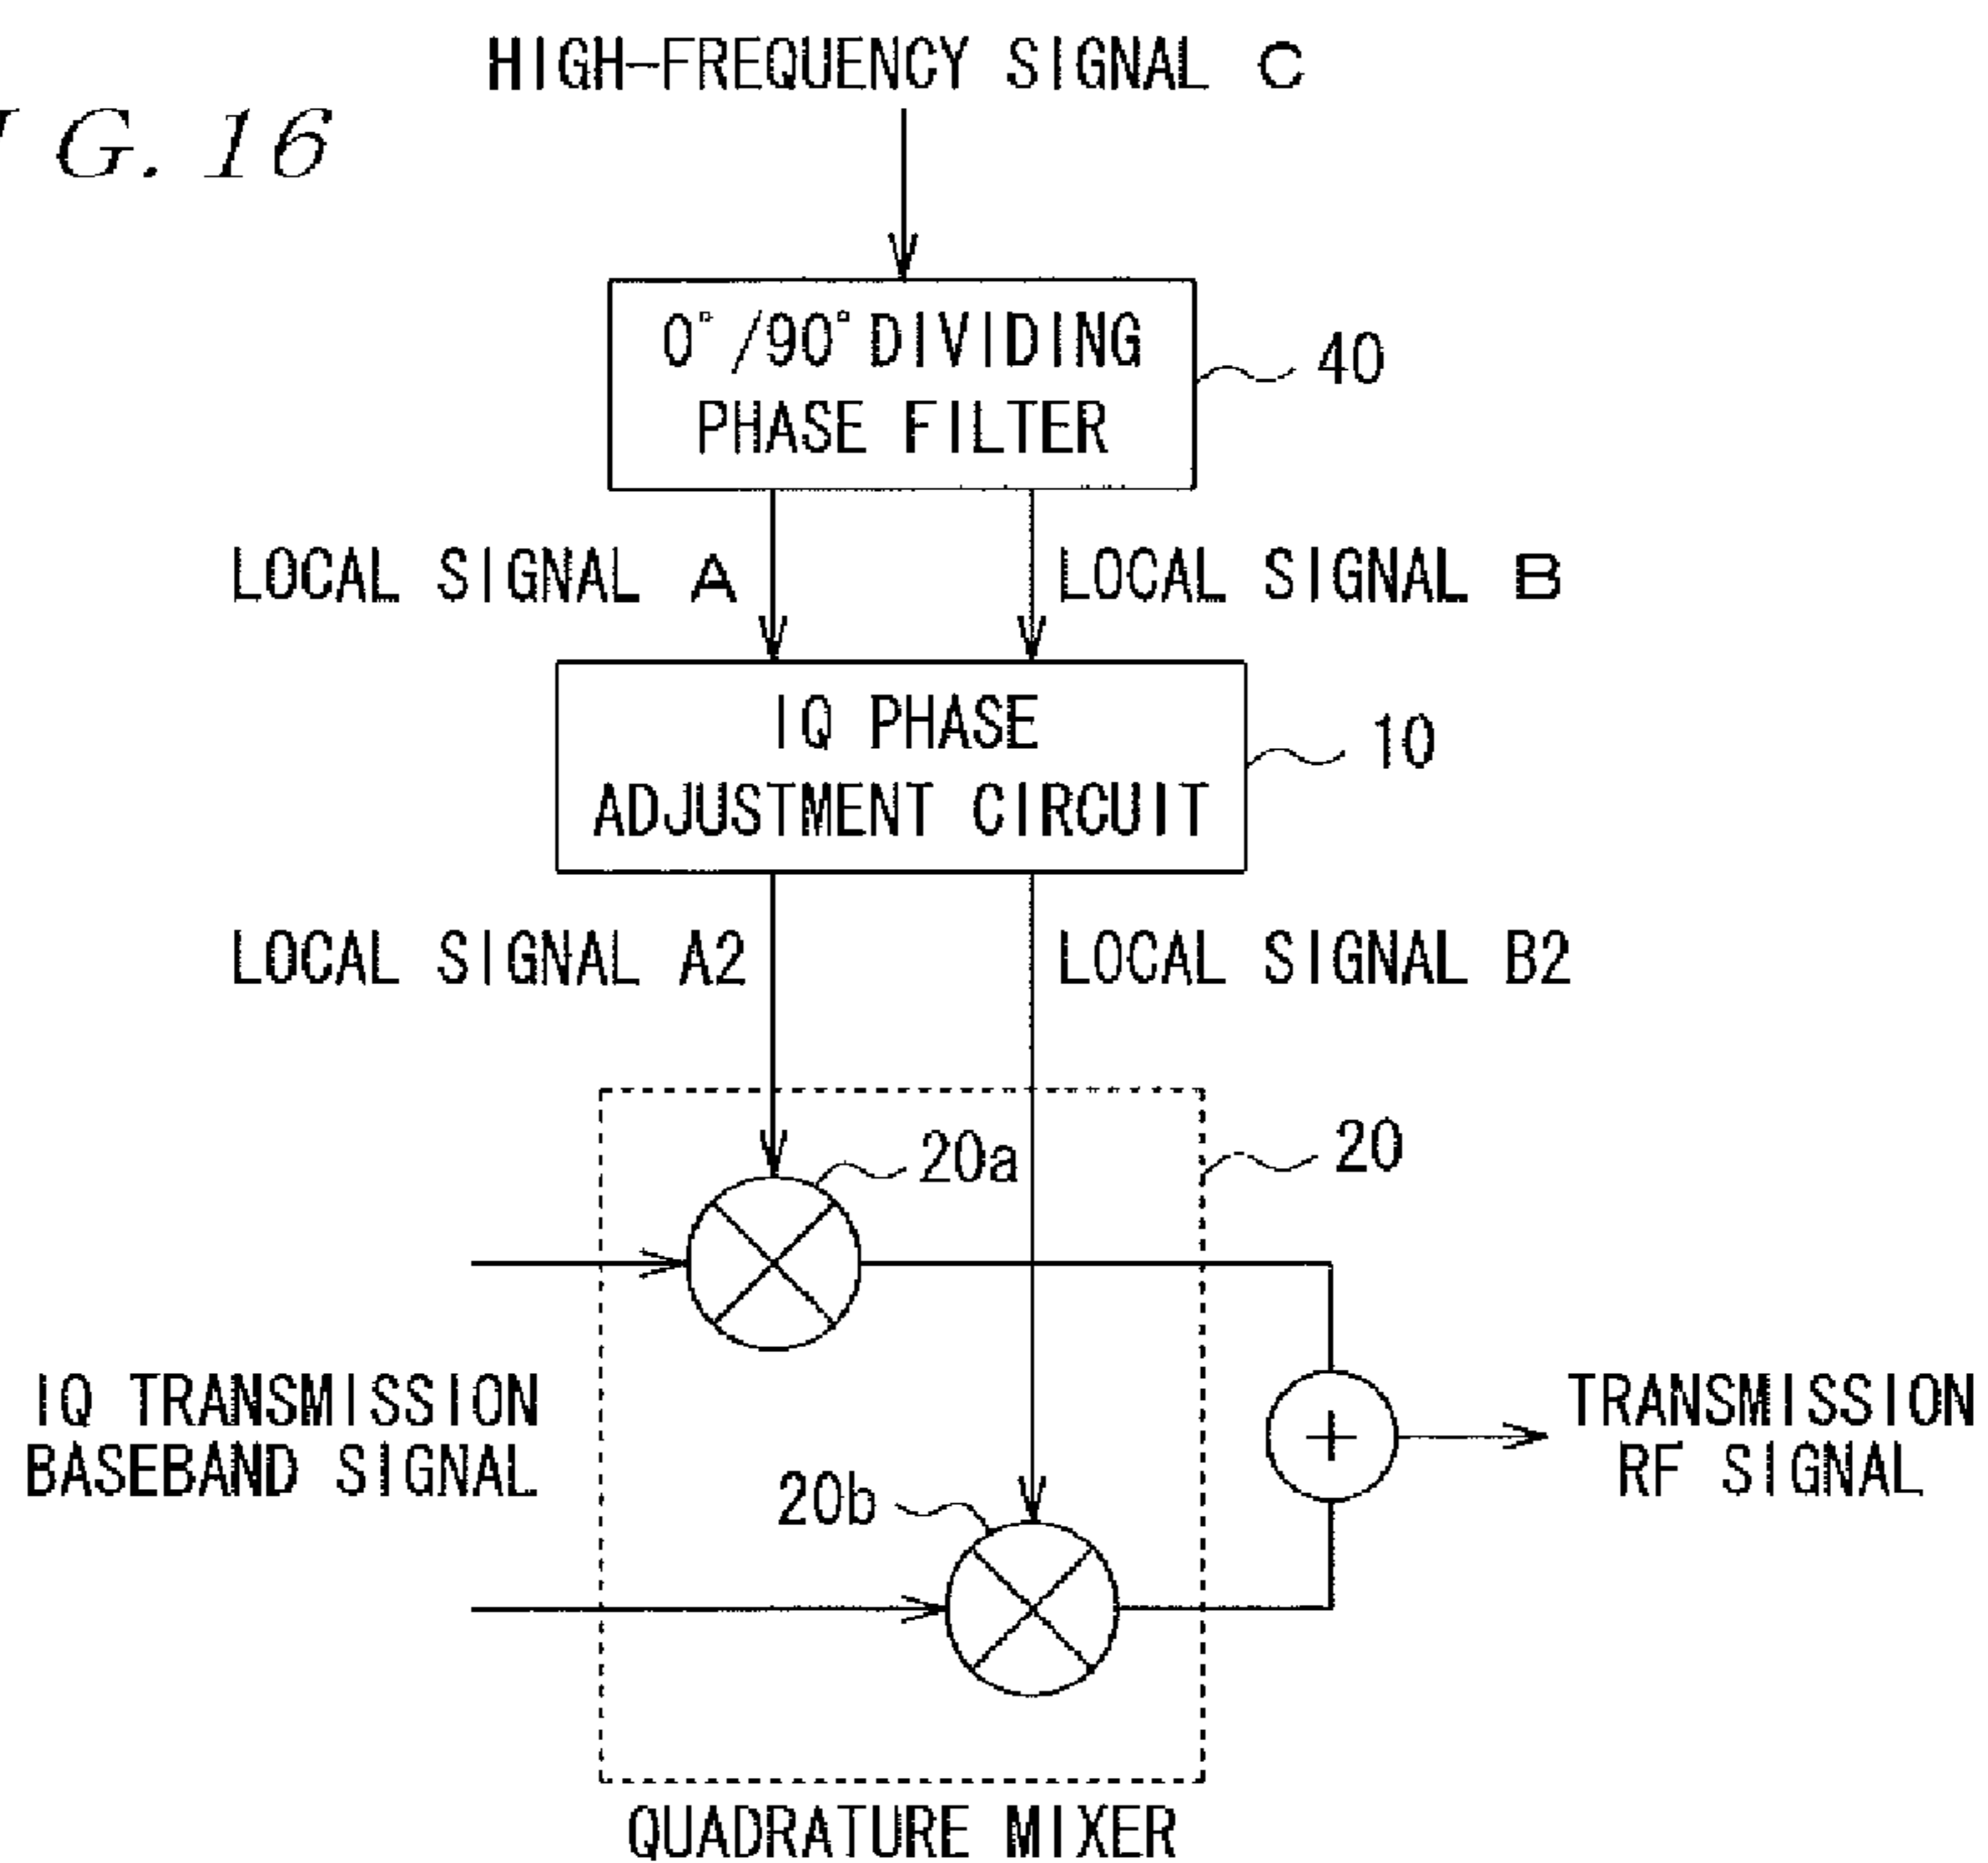 G. 16
HIGH-FREQUENCY SIGNAL C
0°/90° DIVIDING
PHASE FILTER
40
LOCAL SIGNAL A
LOCAL SIGNAL B
IQ PHASE
ADJUSTMENT CIRCUIT
10
LOCAL SIGNAL A2
LOCAL SIGNAL B2
20a
20
IQ TRANSMISSION
BASEBAND SIGNAL
+
TRANSMISSION
RF SIGNAL
20b
QUADRATURE MIXER